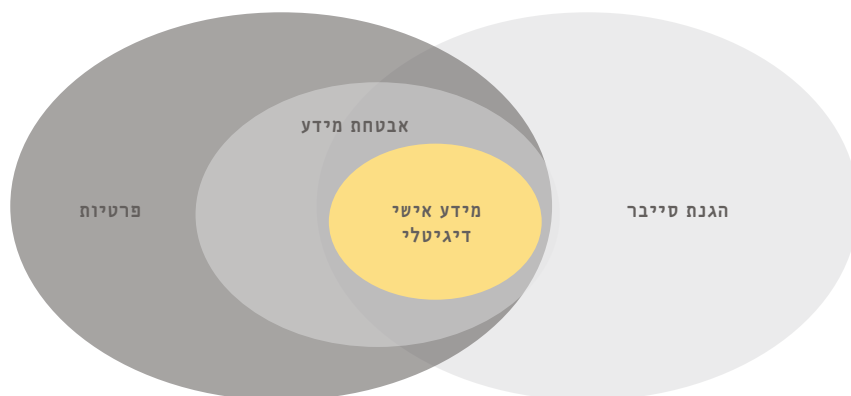 אבטחת מידע
הגנת סייבר
מידע אישי
דיגיטלי
פרטיות